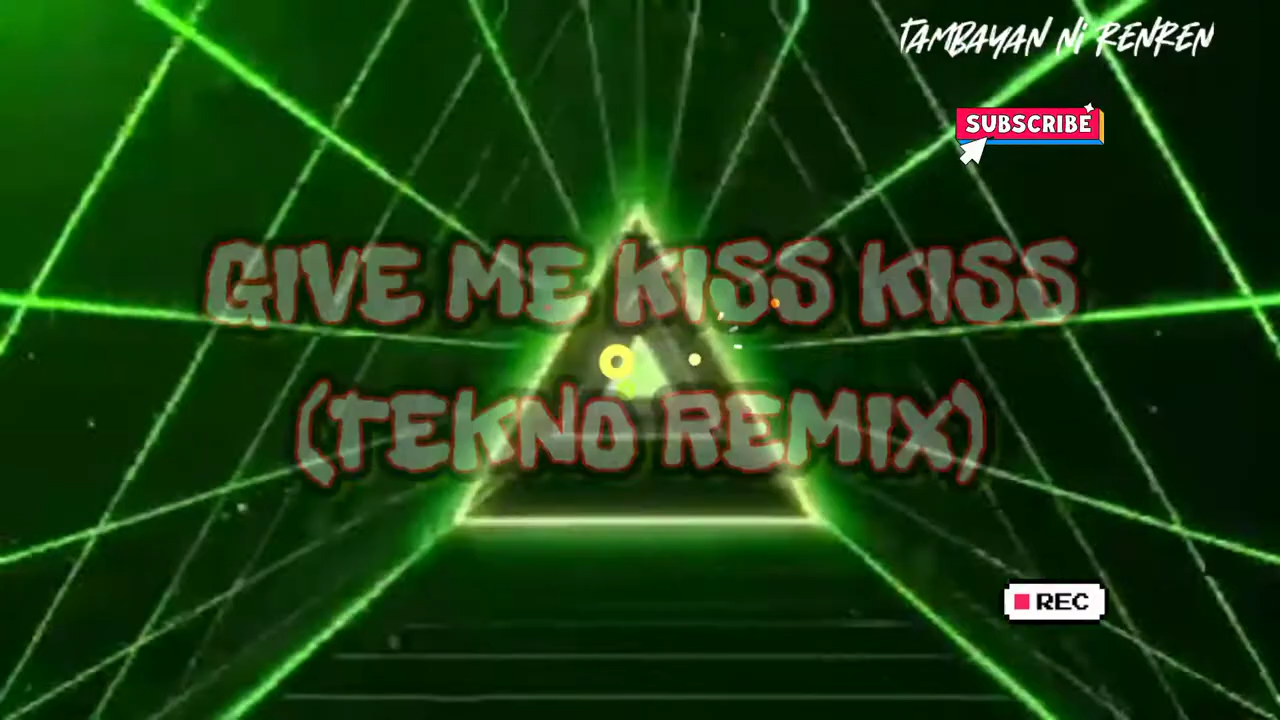 TAMBAYAN Ni RENREN
SUBSCRIBE
GIVE ME KISS KISS
(TEKNO REMIX)
REC